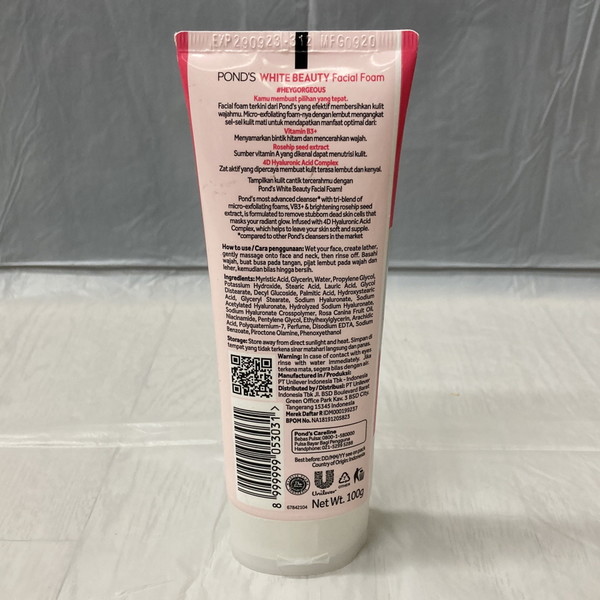 EXP290923-312 MFG0920
POND'S WHITE BEAUTY Facial Foam
#HEYGORGEOUS
Kamu membuat pilihan yang tepat.
Facial foam terkini dari Pond's yang efektif membersihkan kulit
wajahmu. Micro-exfoliating foam-nya dengan lembut mengangkat
sel-sel kulit mati untuk mendapatkan manfaat optimal dari:
Vitamin B3+
Menyamarkan bintik hitam dan mencerahkan wajah.
Rosehip seed extract
Sumber vitamin A yang dikenal dapat menutrisi kulit.
4D Hyaluronic Acid Complex
Zat aktif yang dipercaya membuat kulit terasa lembut dan kenyal.
Tampilkan kulit cantik tercerahmu dengan
Pond's White Beauty Facial Foam!
Pond's most advanced cleanser* with tri-blend of
micro-exfoliating foams, VB3+ & brightening rosehip seed
extract, is formulated to remove stubborn dead skin cells that
masks your radiant glow. Infused with 4D Hyaluronic Acid
Complex, which helps to leave your skin soft and supple.
*compared to other Pond's cleansers in the market
How to use / Cara penggunaan: Wet your face, create lather,
gently massage onto face and neck, then rinse off. Basahi
wajah, buat busa pada tangan, pijat lembut pada wajah dan
leher, kemudian bilas hingga bersih.
Ingredients: Myristic Acid, Glycerin, Water, Propylene Glycol,
Potassium Hydroxide, Stearic Acid, Lauric Acid, Glycol
Distearate, Decyl Glucoside, Palmitic Acid, Hydroxystearic
Acid, Glyceryl Stearate, Sodium Hyaluronate, Sodium
Acetylated Hyaluronate, Hydrolyzed Sodium Hyaluronate,
Sodium Hyaluronate Crosspolymer, Rosa Canina Fruit Oil,
Niacinamide, Pentylene Glycol, Ethylhexylglycerin, Arachidic
Acid, Polyquaternium-7, Perfume, Disodium EDTA, Sodium
Benzoate, Piroctone Olamine, Phenoxyethanol
Storage: Store away from direct sunlight and heat. Simpan di
tempat yang tidak terkena sinar matahari langsung dan panas.
Warning: In case of contact with eyes
rinse with water immediately. Jika
terkena mata, segera bilas dengan air.
Manufactured in / Produksi:
PT Unilever Indonesia Tbk - Indonesia
Distributed by / Distribusi: PT Unilever
Indonesia Tbk Jl. BSD Boulevard Barat
Green Office Park Kav. 3 BSD City,
Tangerang 15345 Indonesia
Merek Daftar R IDM000199237
BPOM No. NA18191205823
Pond's Careline
Bebas Pulsa: 0800-1-580000
Pulsa Bayar Bagi Pengguna
Handphone: 021-5299 5299
Best before: DD/MM/YY see on
Country of Origin: Indonesia
8 999999 053031 >
Unilever
67842104
Net Wt. 100g